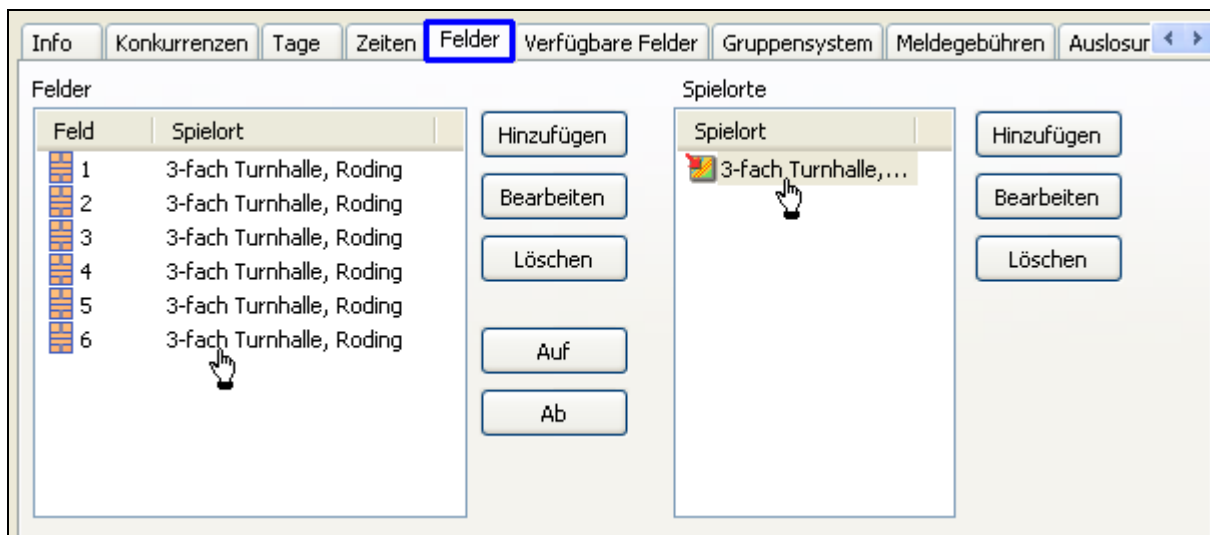 Info Konkurrenzen Tage Zeiten Felder Verfügbare Felder Gruppensystem Meldegebühren Auslosur
Felder
Feld Spielort
1 3-fach Turnhalle, Roding
2 3-fach Turnhalle, Roding
3 3-fach Turnhalle, Roding
4 3-fach Turnhalle, Roding
5 3-fach Turnhalle, Roding
6 3-fach Turnhalle, Roding
Hinzufügen
Bearbeiten
Löschen
Auf
Ab
Spielorte
Spielort
3-fach Turnhalle,...
Hinzufügen
Bearbeiten
Löschen